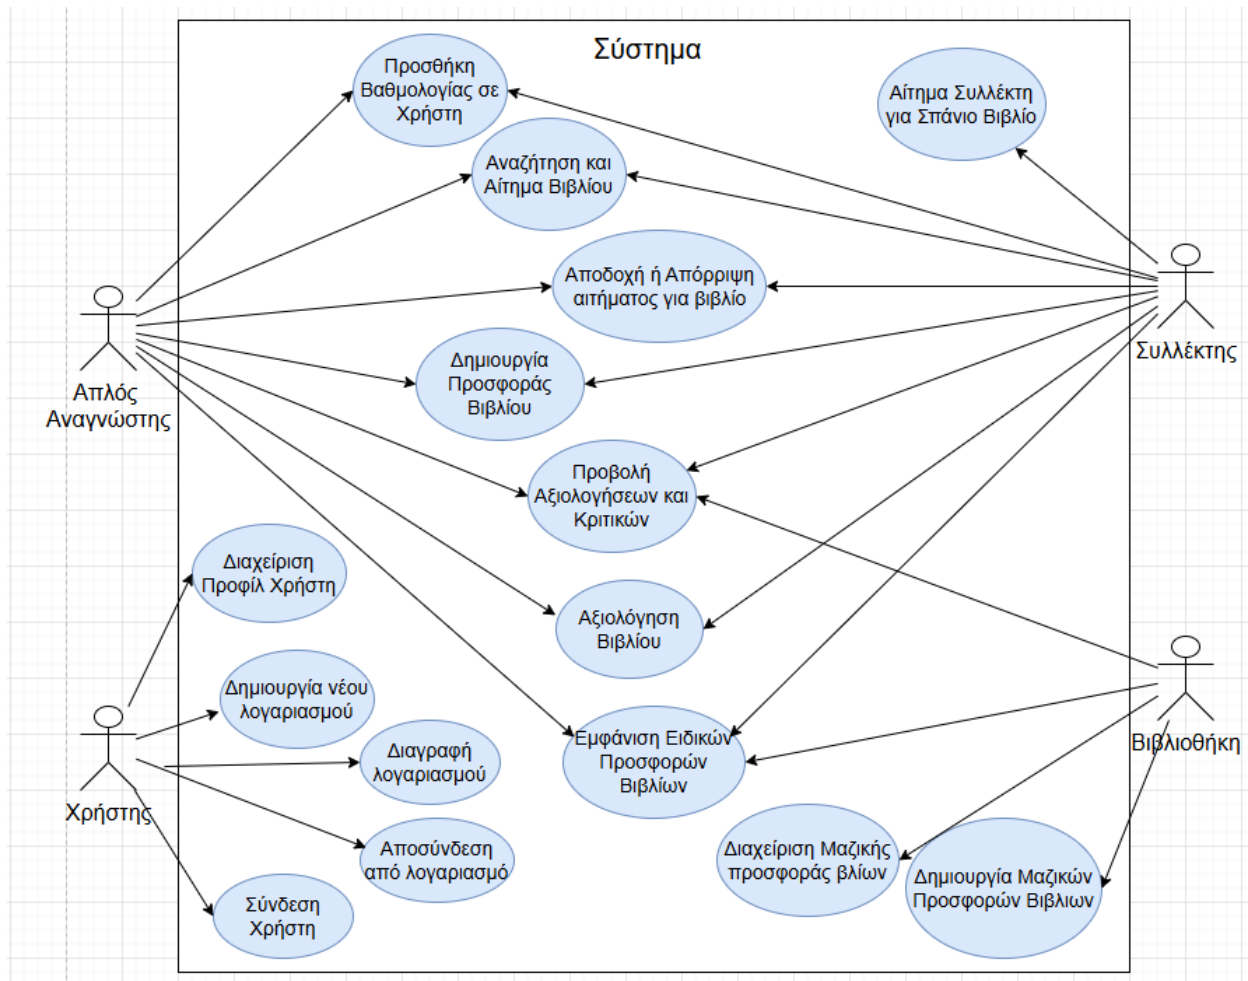 Σύστημα
Προσθήκη
Βαθμολογίας σε
Χρήστη
Αίτημα Συλλέκτη
για Σπάνιο Βιβλίο
Αναζήτηση και
Αίτημα Βιβλίου
Αποδοχή ή Απόρριψη
αιτήματος για βιβλίο
Συλλέκτης
Απλός
Αναγνώστης
Δημιουργία
Προσφοράς
Βιβλίου
Προβολή
Αξιολογήσεων και
Κριτικών
Διαχείριση
Προφίλ Χρήστη
Αξιολόγηση
Βιβλίου
Δημιουργία νέου
λογαριασμού
Βιβλιοθήκη
Εμφάνιση Ειδικών
Προσφορών
Βιβλίων
Διαγραφή
λογαριασμού
Χρήστης
Αποσύνδεση
από λογαριασμό
Διαχείριση Μαζικής
προσφοράς βλίων
Δημιουργία Μαζικών
Προσφορών Βιβλιων
Σύνδεση
Χρήστη